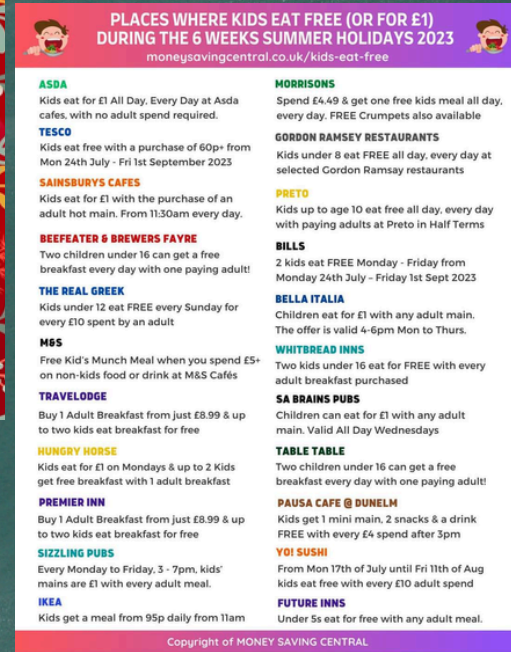 PLACES WHERE KIDS EAT FREE (OR FOR £1)
DURING THE 6 WEEKS SUMMER HOLIDAYS 2023
moneysavingcentral.co.uk/kids-eat-free
ASDA
Kids eat for £1 All Day, Every Day at Asda
cafes, with no adult spend required.
TESCO
Kids eat free with a purchase of 60p+ from
Mon 24th July - Fri 1st September 2023
SAINSBURYS CAFES
Kids eat for £1 with the purchase of an
adult hot main. From 11:30am every day.
BEEFEATER & BREWERS FAYRE
Two children under 16 can get a free
breakfast every day with one paying adult!
THE REAL GREEK
Kids under 12 eat FREE every Sunday for
every £10 spent by an adult
M&S
Free Kid's Munch Meal when you spend £5+
on non-kids food or drink at M&S Cafés
TRAVELODGE
Buy 1 Adult Breakfast from just £8.99 & up
to two kids eat breakfast for free
HUNGRY HORSE
Kids eat for £1 on Mondays & up to 2 Kids
get free breakfast with 1 adult breakfast
PREMIER INN
Buy 1 Adult Breakfast from just £8.99 & up
to two kids eat breakfast for free
SIZZLING PUBS
Every Monday to Friday, 3 - 7pm, kids'
mains are £1 with every adult meal.
IKEA
Kids get a meal from 95p daily from 11am
MORRISONS
Spend £4.49 & get one free kids meal all day,
every day. FREE Crumpets also available
GORDON RAMSEY RESTAURANTS
Kids under 8 eat FREE all day, every day at
selected Gordon Ramsay restaurants
PRETO
Kids up to age 10 eat free all day, every day
with paying adults at Preto in Half Terms
BILLS
2 kids eat FREE Monday - Friday from
Monday 24th July – Friday 1st Sept 2023
BELLA ITALIA
Children eat for £1 with any adult main.
The offer is valid 4-6pm Mon to Thurs.
WHITBREAD INNS
Two kids under 16 eat for FREE with every
adult breakfast purchased
SA BRAINS PUBS
Children can eat for £1 with any adult
main. Valid All Day Wednesdays
TABLE TABLE
Two children under 16 can get a free
breakfast every day with one paying adult!
PAUSA CAFE @ DUNELM
Kids get 1 mini main, 2 snacks & a drink
FREE with every £4 spend after 3pm
YO! SUSHI
From Mon 17th of July until Fri 11th of Aug
kids eat free with every £10 adult spend
FUTURE INNS
Under 5s eat for free with any adult meal.
Copyright of MONEY SAVING CENTRAL